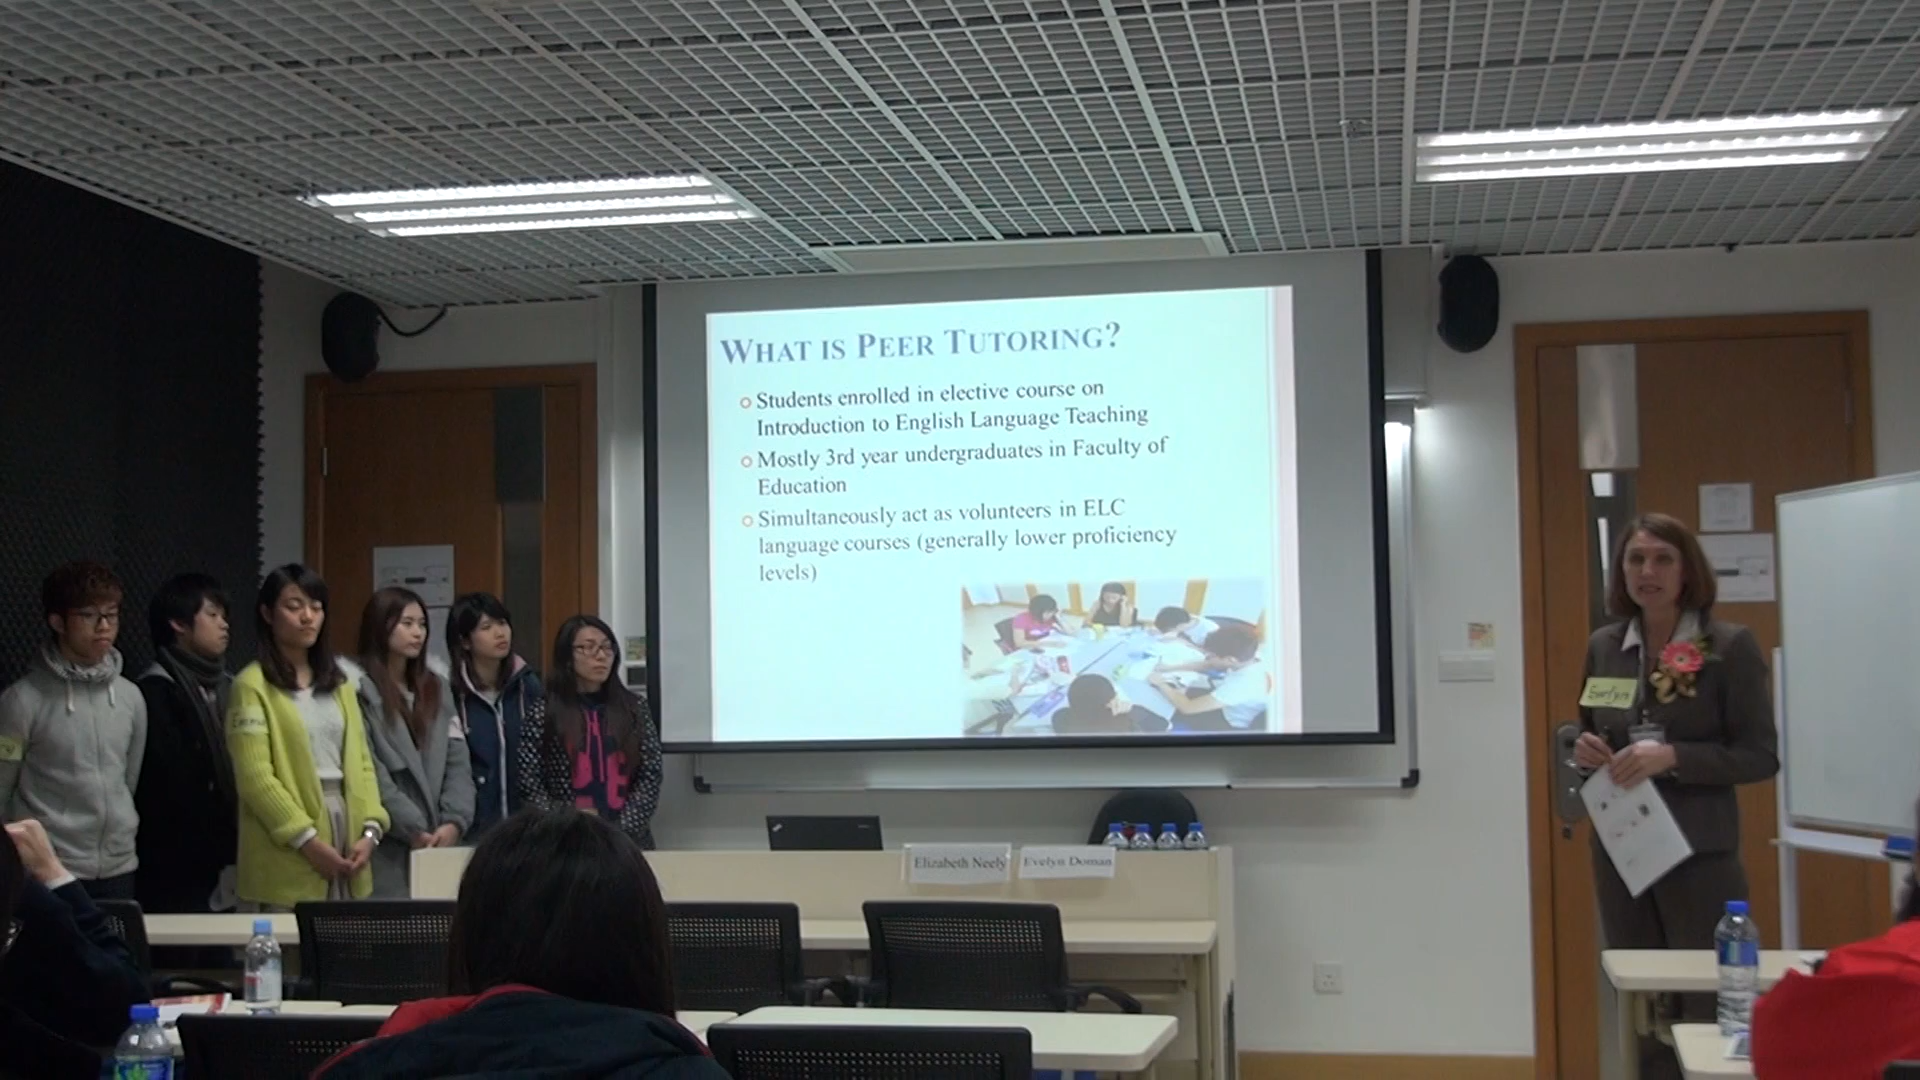 WHAT IS PEER TUTORING?
Students enrolled in elective course on
Introduction to English Language Teaching
Mostly 3rd year undergraduates in Faculty of
Education
Simultaneously act as volunteers in ELC
language courses (generally lower proficiency
levels)
Emma
Evelyn
Elizabeth Neely
Evelyn Doman